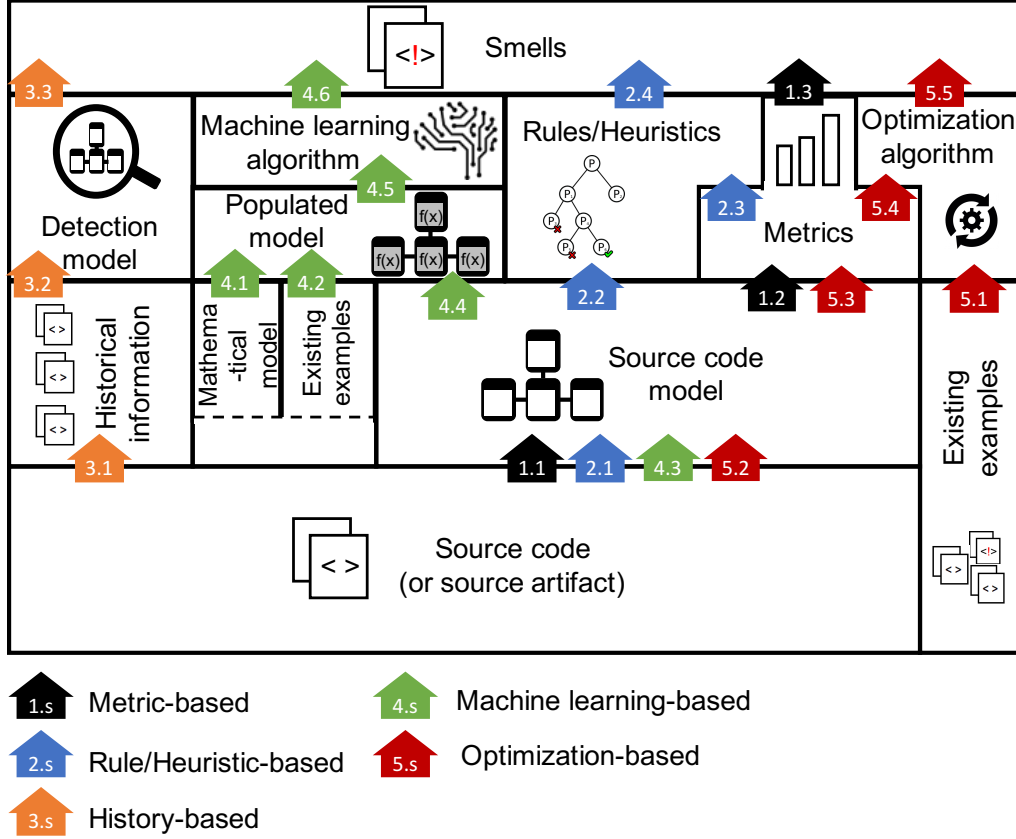 <!>
Smells
3.3
4.6
2.4
1.3
5.5
Machine learning
algorithm
Rules/Heuristics
Optimization
algorithm
4.5
P
P
P
P
P
P
P
2.3
5.4
Detection
model
Populated
model
f(x)
f(x)
f(x)
f(x)
Metrics
3.2
4.1
4.2
4.4
2.2
1.2
5.3
5.1
< >
< >
< >
Historical
information
Mathema
-tical model
Existing
examples
Source code
model
Existing
examples
3.1
1.1
2.1
4.3
5.2
< >
Source code
(or source artifact)
<!>
< >
< >
1.s
Metric-based
4.s
Machine learning-based
2.s
Rule/Heuristic-based
5.s
Optimization-based
3.s
History-based